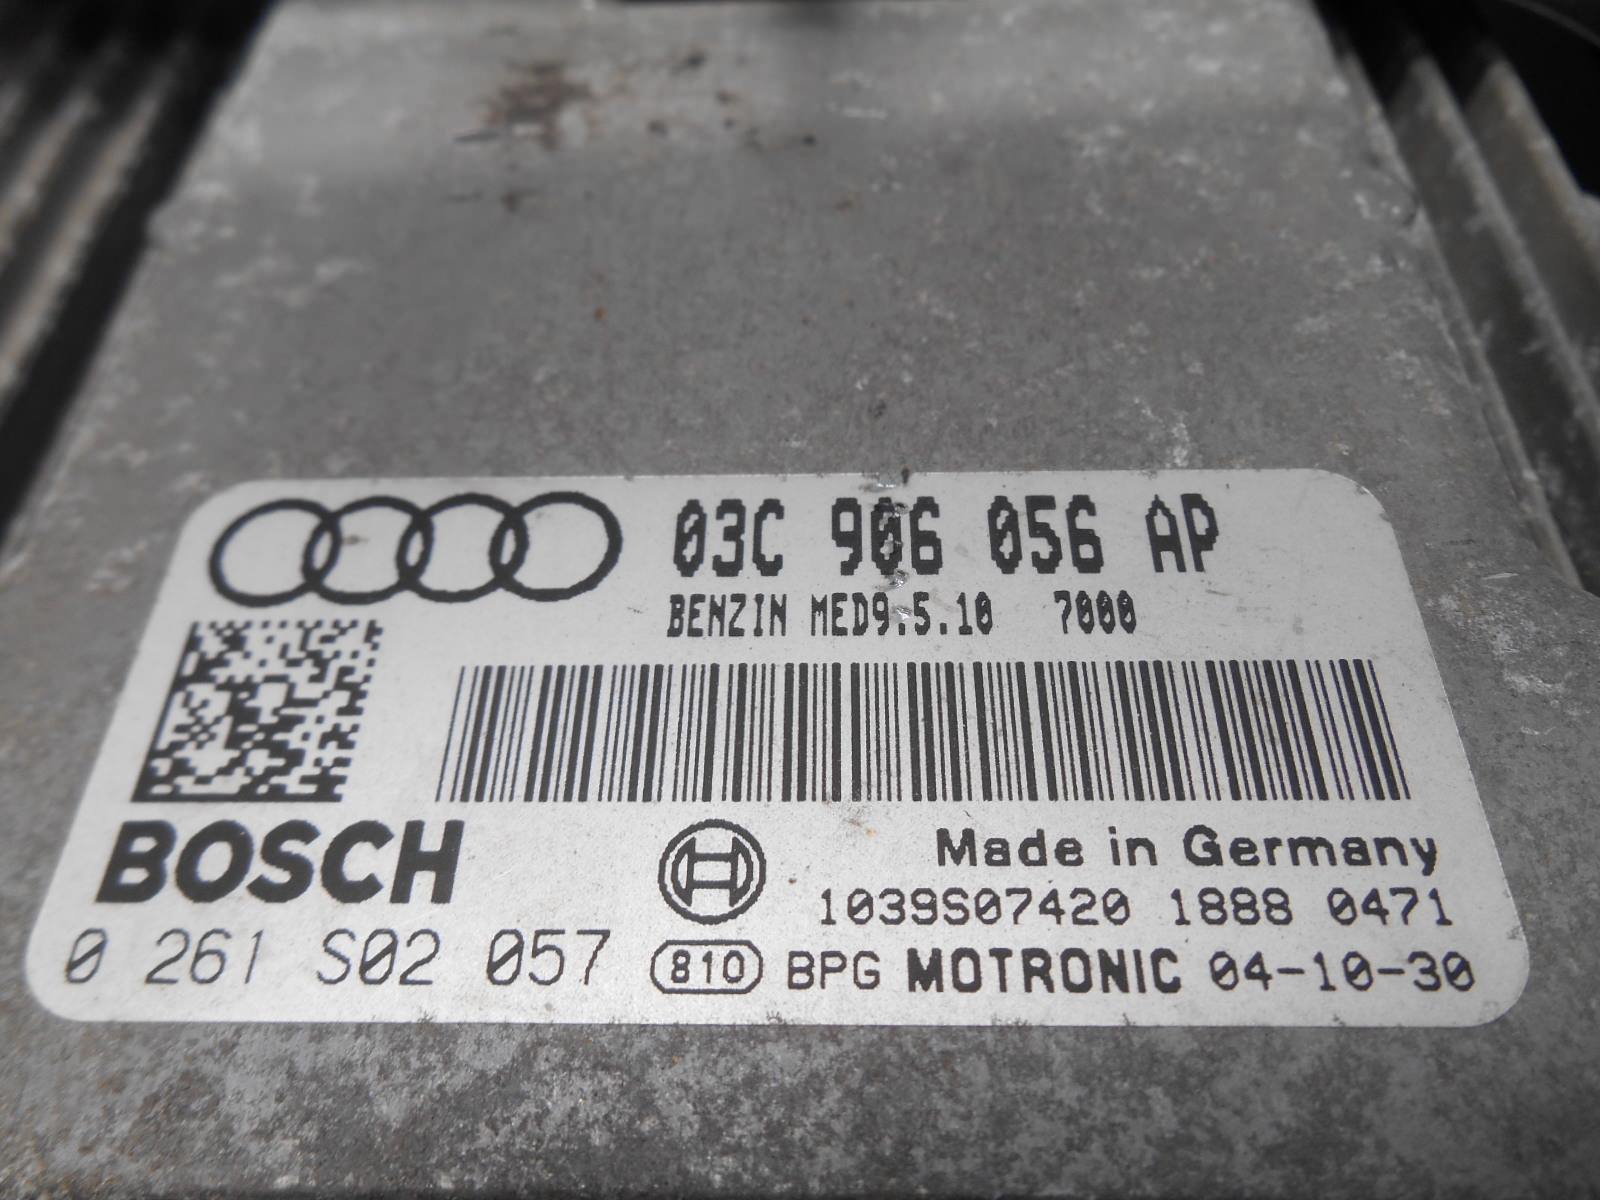 03C 906 056 AP
BENZIN MED9.5.10 7000
BOSCH
Made in Germany
1039S07420 1888 0471
0 261 S02 057 810 BPG MOTRONIC 04-10-30